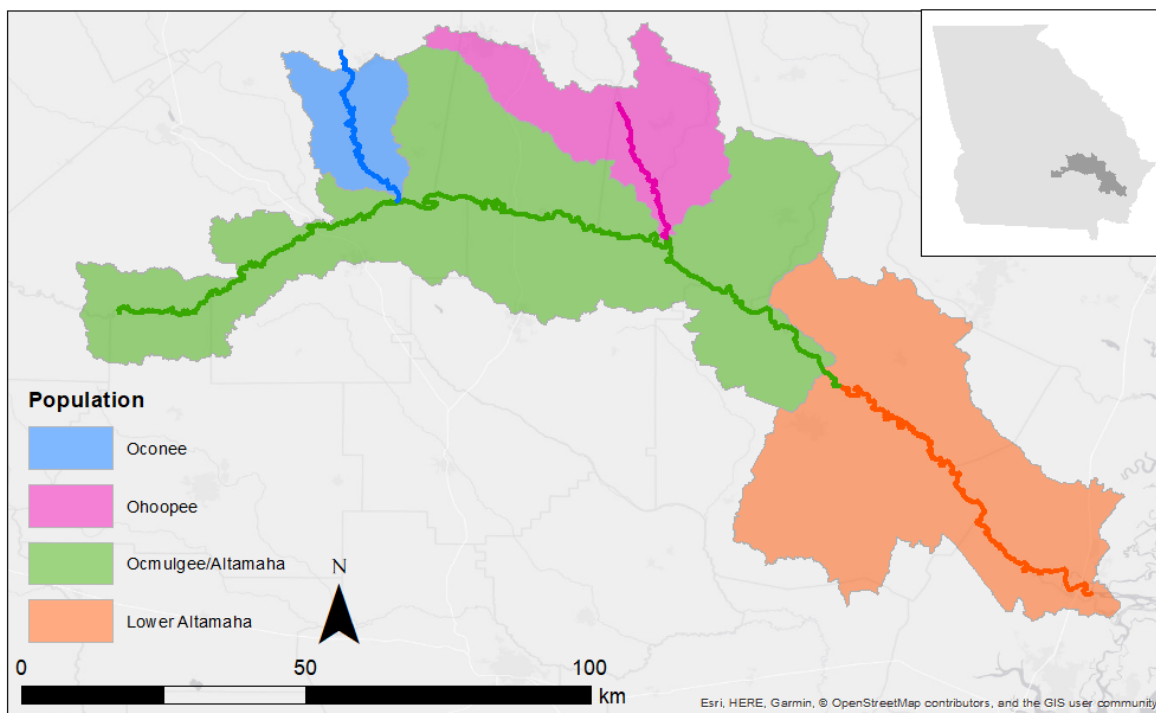 Population
Oconee
Ohoopee
Ocmulgee/Altamaha
Lower Altamaha
N
0 50 100
km
Esri, HERE, Garmin, © OpenStreetMap contributors, and the GIS user community